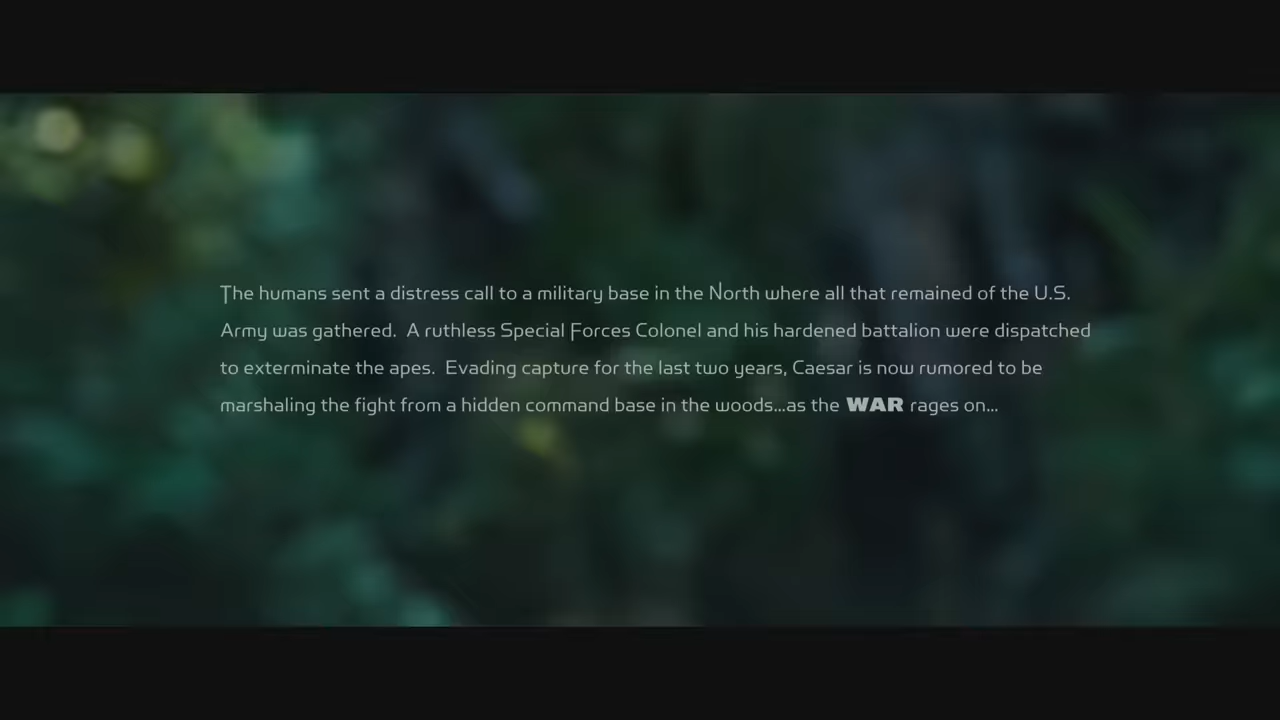 The humans sent a distress call to a military base in the North where all that remained of the U.S.
Army was gathered.  A ruthless Special Forces Colonel and his hardened battalion were dispatched
to exterminate the apes.  Evading capture for the last two years, Caesar is now rumored to be
marshaling the fight from a hidden command base in the woods...as the WAR rages on...